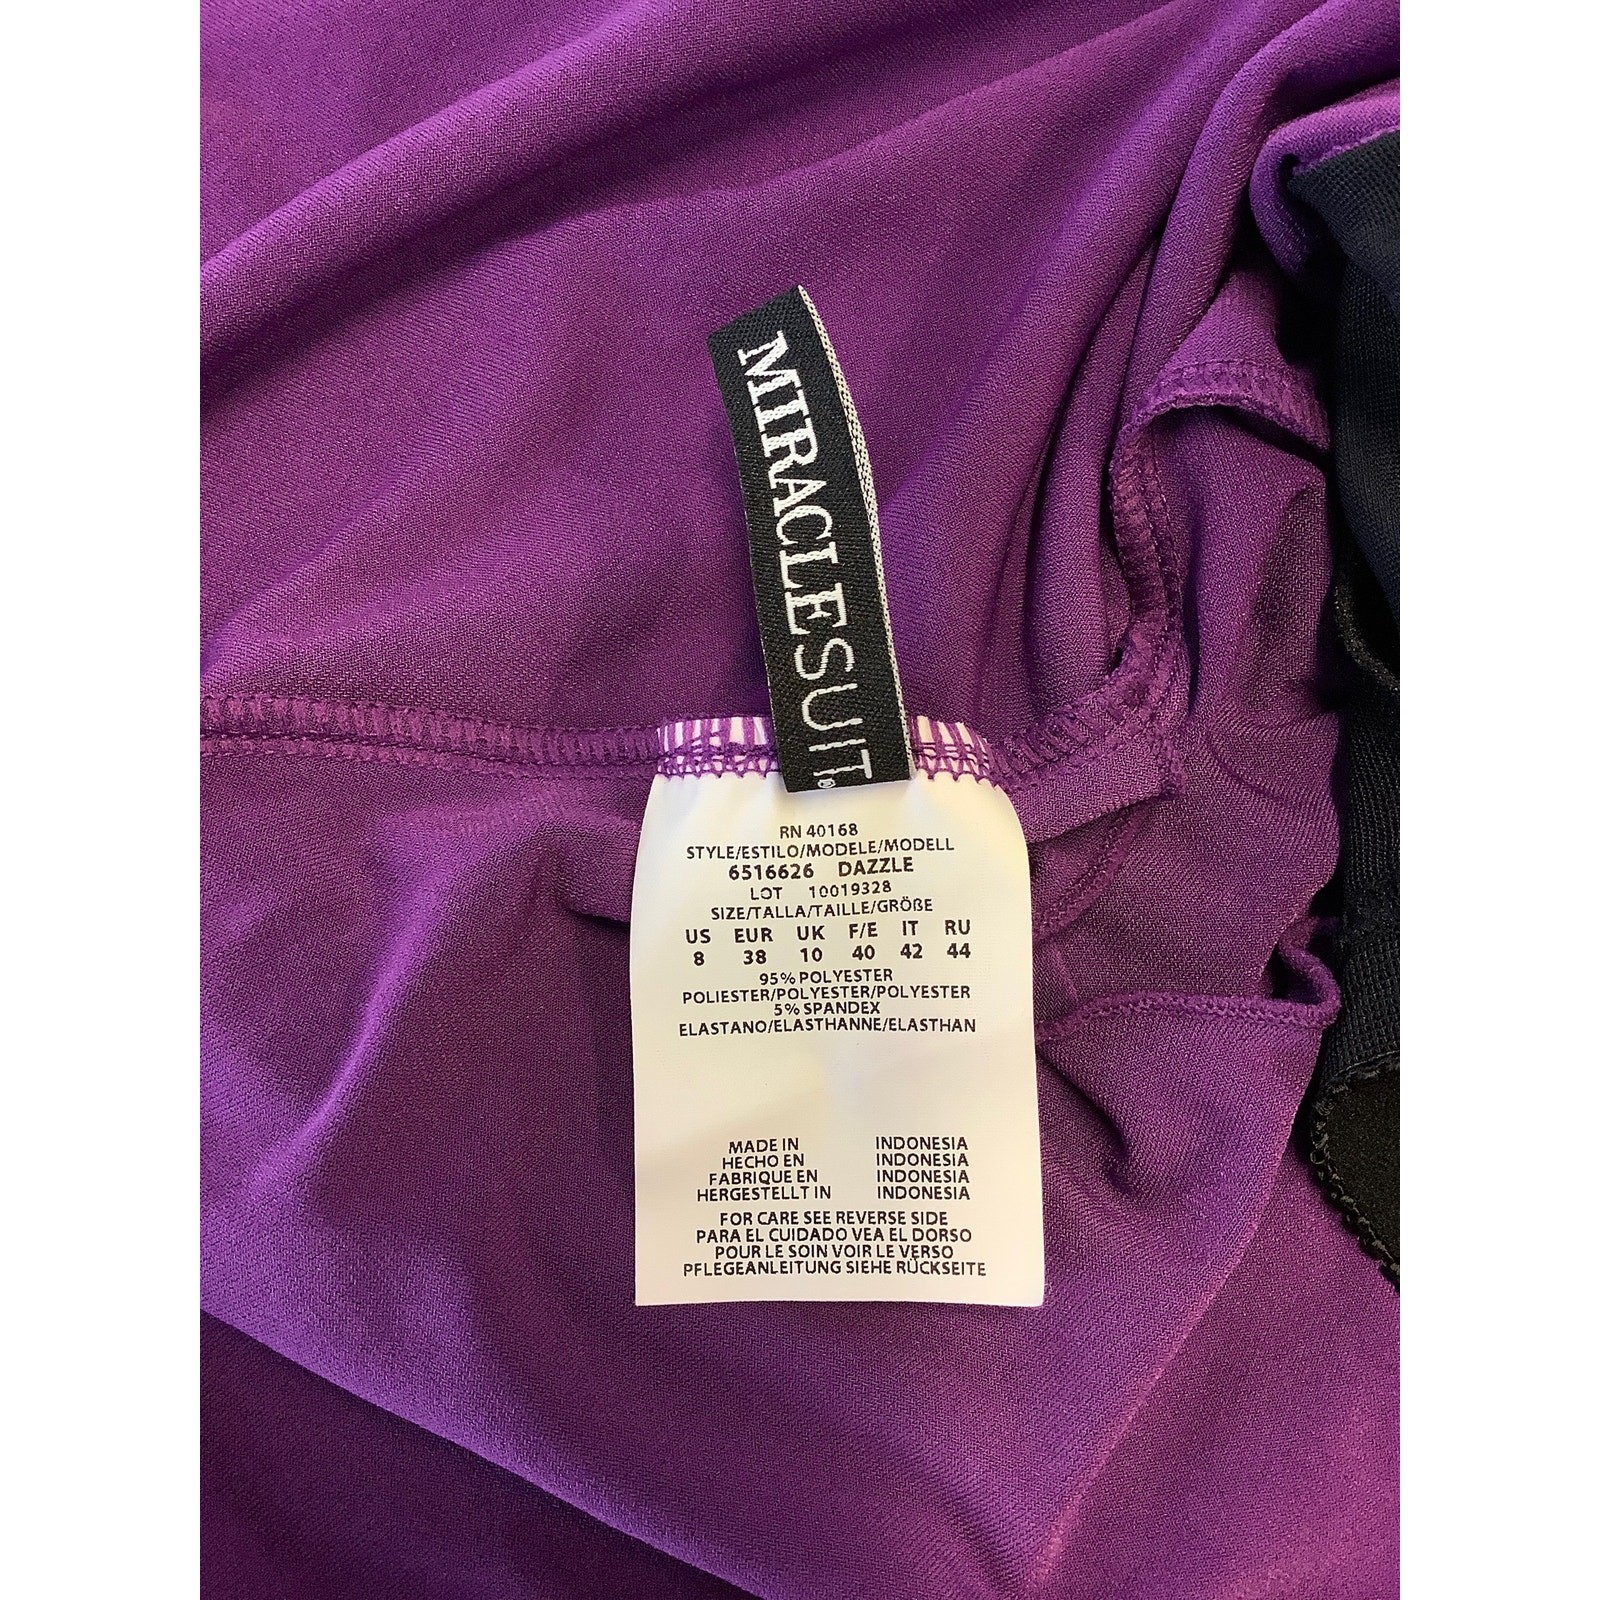 MIRACLESUIT®
RN 40168
STYLE/ESTILO/MODELE/MODELL
6516626 DAZZLE
LOT 10019328
SIZE/TALLA/TAILLE/GRÖßE
US EUR UK F/E IT RU
8 38 10 40 42 44
95% POLYESTER
POLIESTER/POLYESTER/POLYESTER
5% SPANDEX
ELASTANO/ELASTHANNE/ELASTHAN
MADE IN INDONESIA
HECHO EN INDONESIA
FABRIQUE EN INDONESIA
HERGESTELLT IN INDONESIA
FOR CARE SEE REVERSE SIDE
PARA EL CUIDADO VEA EL DORSO
POUR LE SOIN VOIR LE VERSO
PFLEGEANLEITUNG SIEHE RÜCKSEITE